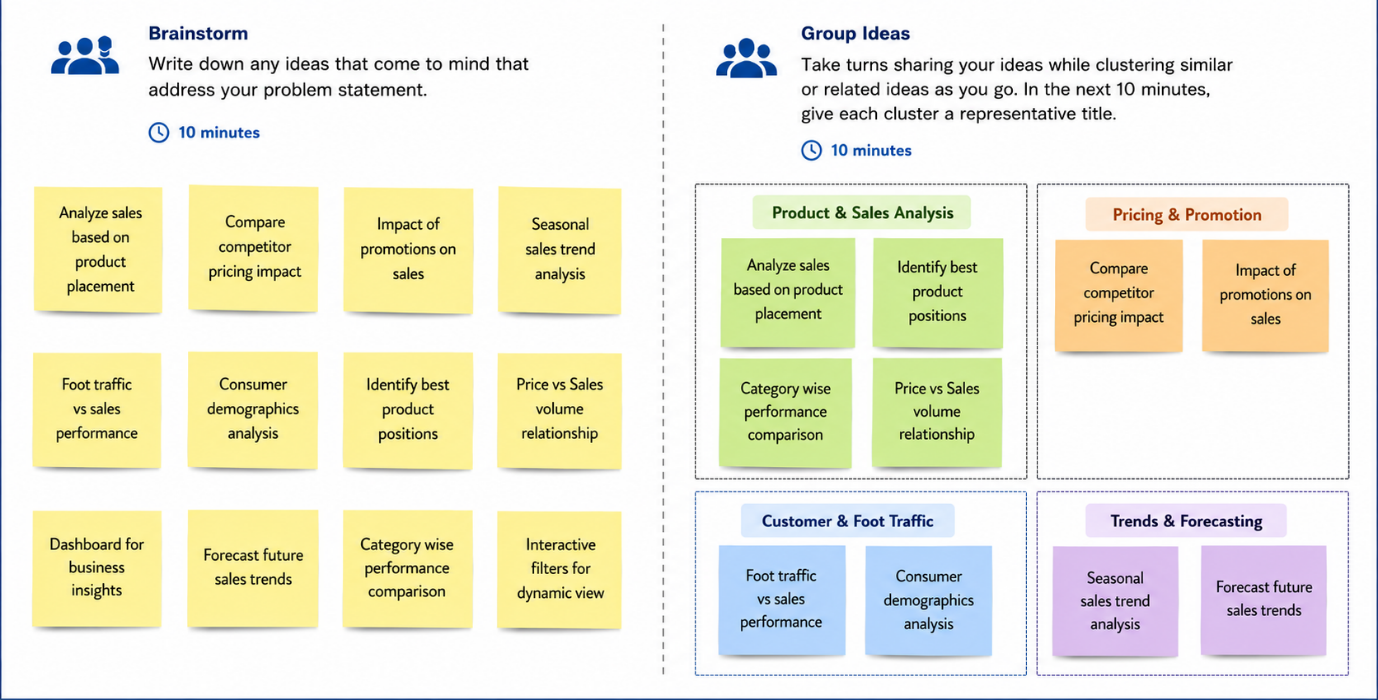 Brainstorm
Write down any ideas that come to mind that
address your problem statement.
10 minutes
Analyze sales
based on
product
placement
Compare
competitor
pricing impact
Impact of
promotions on
sales
Seasonal
sales trend
analysis
Foot traffic
vs sales
performance
Consumer
demographics
analysis
Identify best
product
positions
Price vs Sales
volume
relationship
Dashboard for
business
insights
Forecast future
sales trends
Category wise
performance
comparison
Interactive
filters for
dynamic view
Group Ideas
Take turns sharing your ideas while clustering similar
or related ideas as you go. In the next 10 minutes,
give each cluster a representative title.
10 minutes
Product & Sales Analysis
Analyze sales
based on product
placement
Identify best
product
positions
Category wise
performance
comparison
Price vs Sales
volume
relationship
Pricing & Promotion
Compare
competitor
pricing impact
Impact of
promotions on
sales
Customer & Foot Traffic
Foot traffic
vs sales
performance
Consumer
demographics
analysis
Trends & Forecasting
Seasonal
sales trend
analysis
Forecast future
sales trends